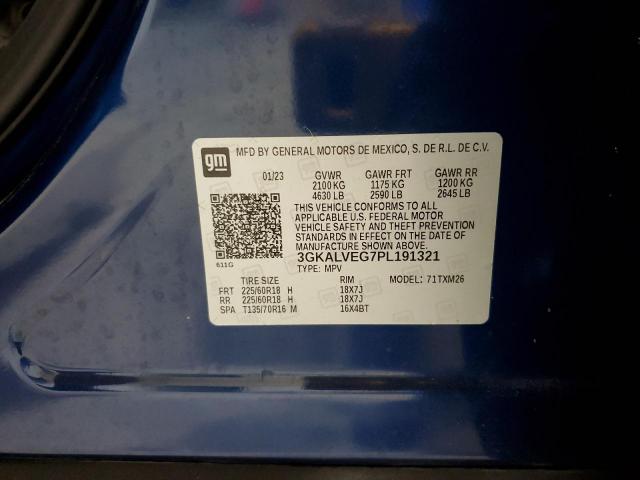 gm MFD BY GENERAL MOTORS DE MEXICO, S. DE R.L. DE C.V.
01/23 GVWR GAWR FRT GAWR RR
2100 KG 1175 KG 1200 KG
4630 LB 2590 LB 2645 LB
THIS VEHICLE CONFORMS TO ALL
APPLICABLE U.S. FEDERAL MOTOR
VEHICLE SAFETY AND THEFT PREVENTION
STANDARDS IN EFFECT ON THE DATE OF
MANUFACTURE SHOWN ABOVE.
611G 3GKALVEG7PL191321
TYPE: MPV
TIRE SIZE RIM MODEL: 71TXM26
FRT 225/60R18 H 18X7J
RR 225/60R18 H 18X7J
SPA T135/70R16 M 16X4BT